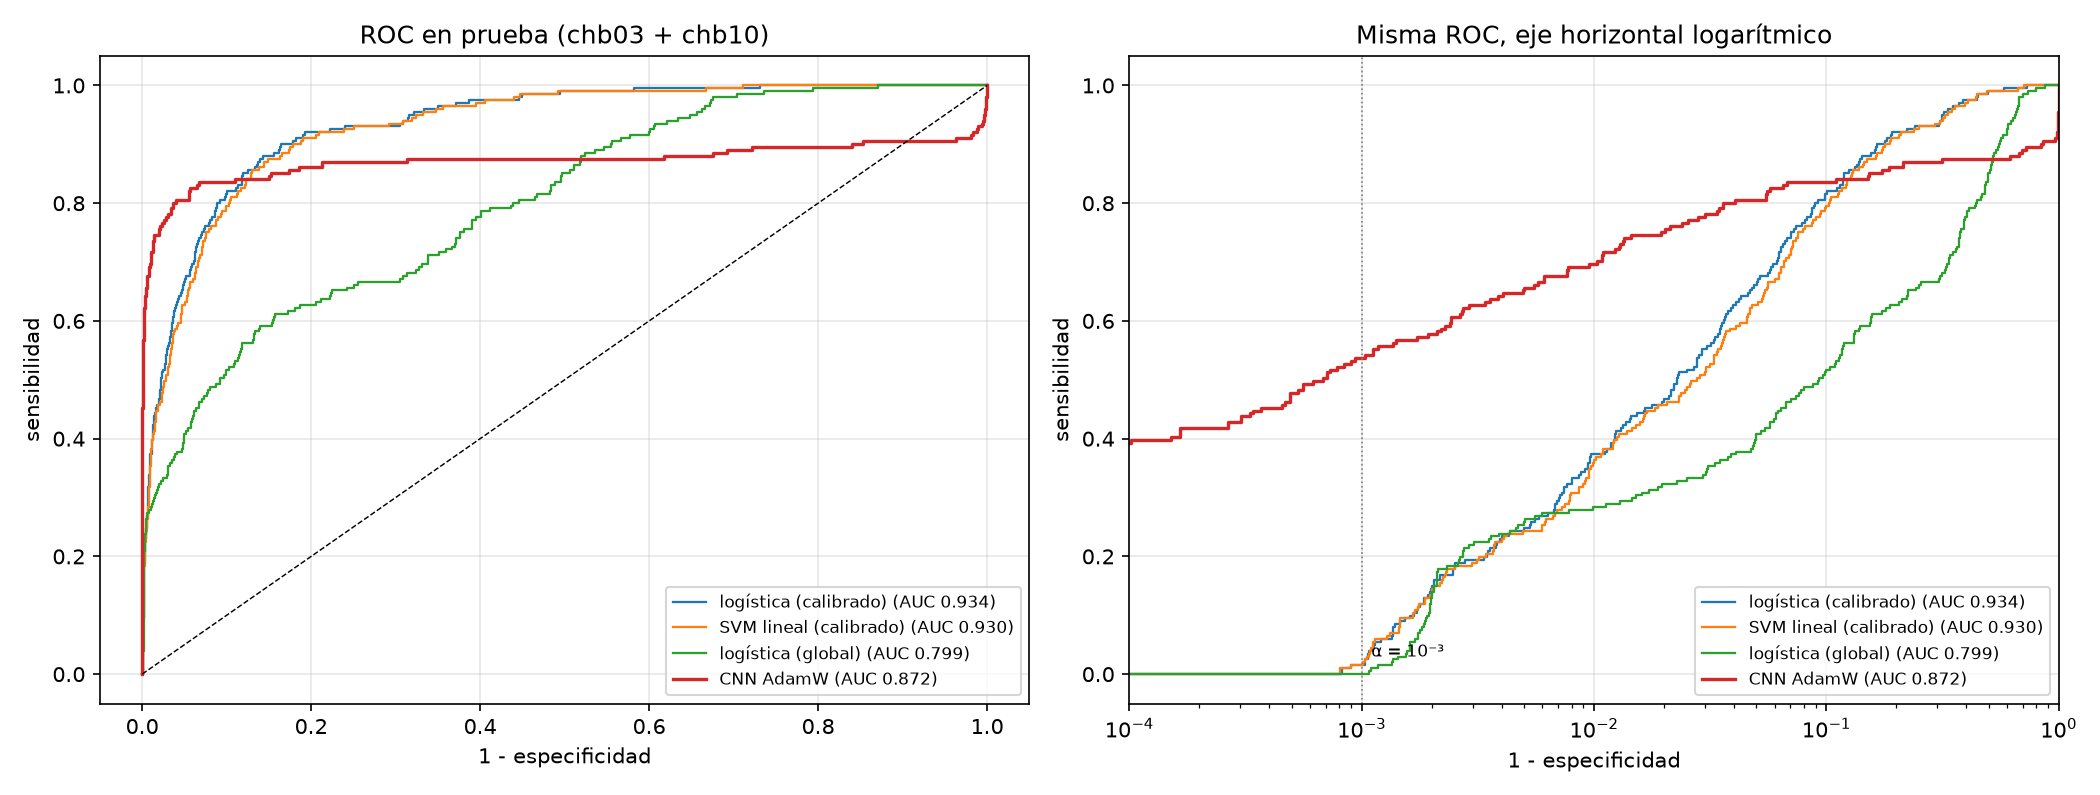 ROC en prueba (chb03 + chb10)
sensibilidad
1.0
0.8
0.6
0.4
0.2
0.0
logística (calibrado) (AUC 0.934)
SVM lineal (calibrado) (AUC 0.930)
logística (global) (AUC 0.799)
CNN AdamW (AUC 0.872)
0.0 0.2 0.4 0.6 0.8 1.0
1 - especificidad
Misma ROC, eje horizontal logarítmico
sensibilidad
1.0
0.8
0.6
0.4
0.2
0.0
α = 10⁻³
logística (calibrado) (AUC 0.934)
SVM lineal (calibrado) (AUC 0.930)
logística (global) (AUC 0.799)
CNN AdamW (AUC 0.872)
10⁻⁴ 10⁻³ 10⁻² 10⁻¹ 10⁰
1 - especificidad